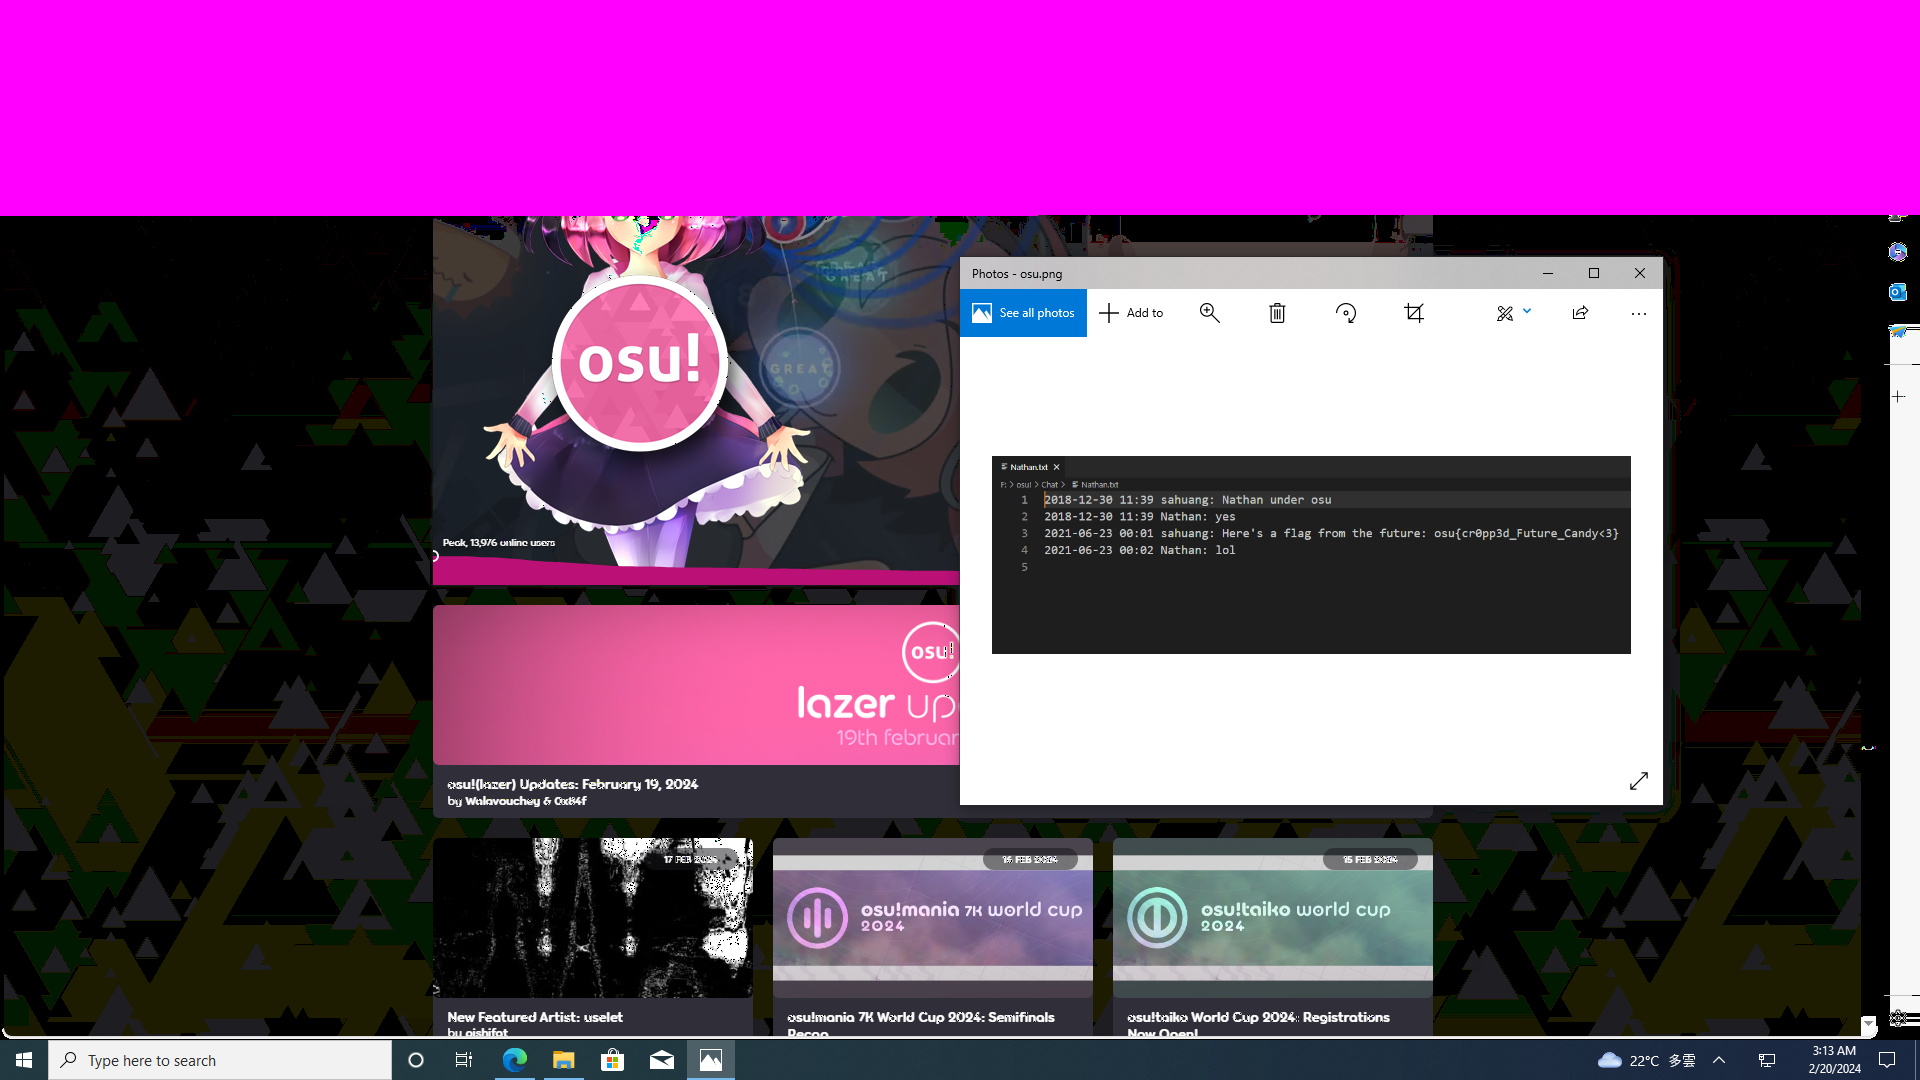 GREAT
GREAT
GREAT
osu!
Peak, 13,976 online users
osu!
lazer up
19th februar
osu!(lazer) Updates: February 19, 2024
by Walavouchey & 0x84f
17 FEB 2024
New Featured Artist: uselet
by pishifat
osu!mania 7K world cup
2024
osu!mania 7K World Cup 2024: Semifinals
Recap
15 FEB 2024
osu!taiko world cup
2024
osu!taiko World Cup 2024: Registrations
Now Open!
Photos - osu.png
See all photos
Add to
Nathan.txt
F: > osu! > Chat > Nathan.txt
1 2018-12-30 11:39 sahuang: Nathan under osu
2 2018-12-30 11:39 Nathan: yes
3 2021-06-23 00:01 sahuang: Here's a flag from the future: osu{cr0pp3d_Future_Candy<3}
4 2021-06-23 00:02 Nathan: lol
5
Type here to search
22°C 多雲
3:13 AM
2/20/2024